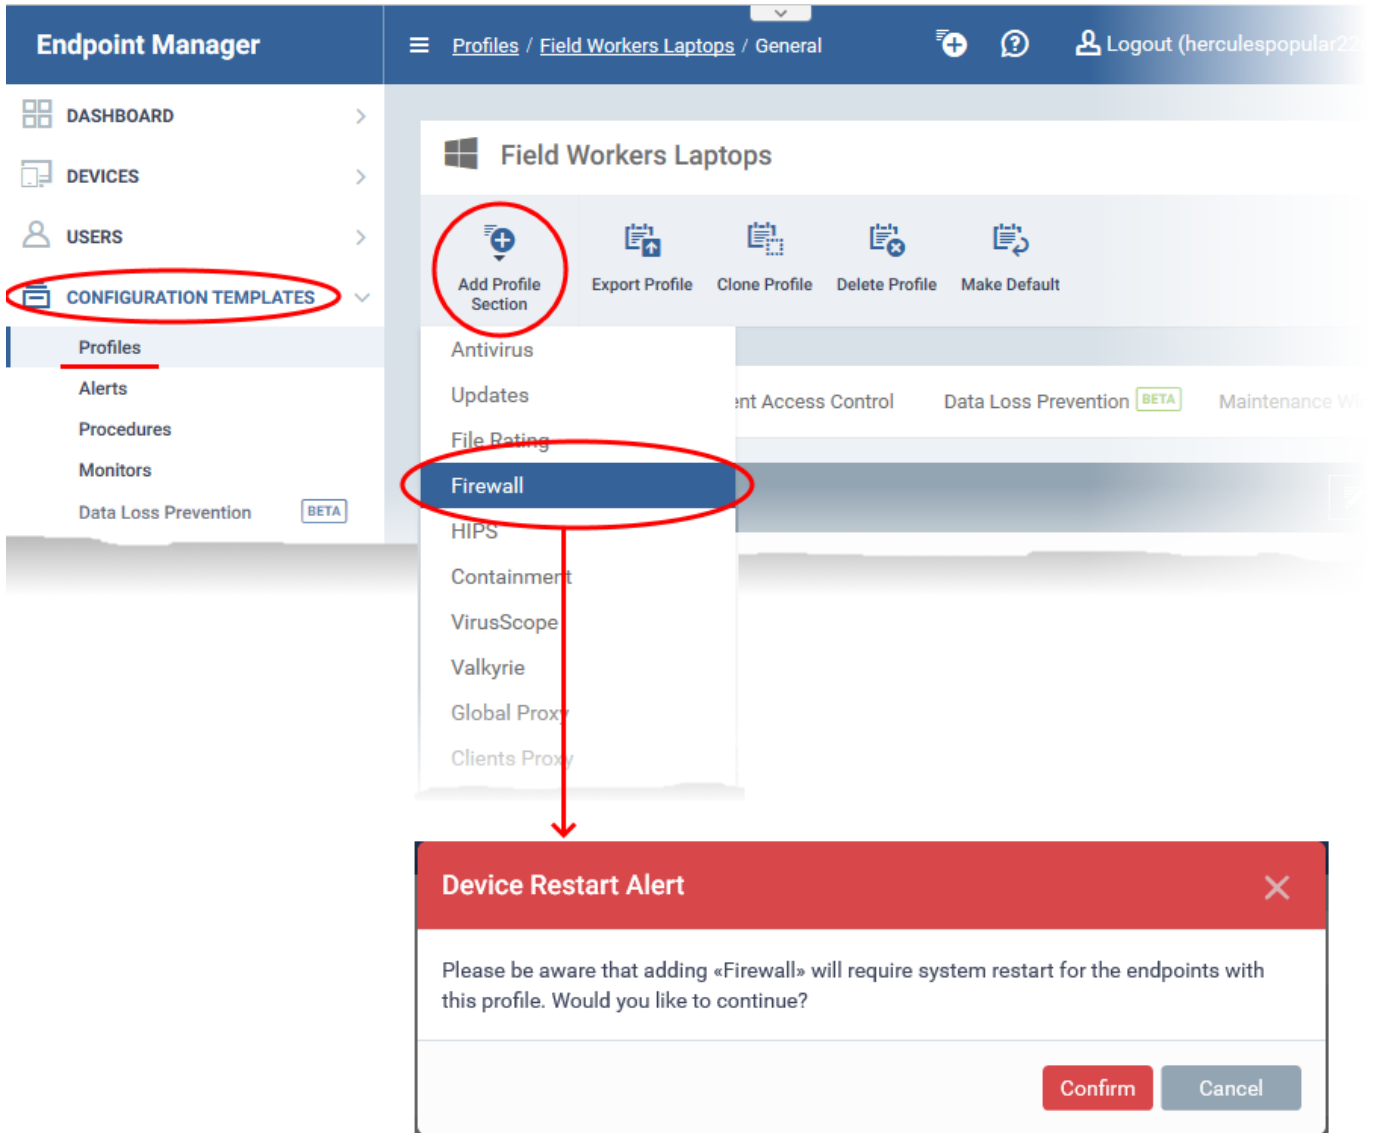 Endpoint Manager
Profiles / Field Workers Laptops / General
Logout (herculespopular22
DASHBOARD
DEVICES
USERS
CONFIGURATION TEMPLATES
Profiles
Alerts
Procedures
Monitors
Data Loss Prevention BETA
Field Workers Laptops
Add Profile
Section
Export Profile
Clone Profile
Delete Profile
Make Default
Antivirus
Updates
File Rating
Firewall
HIPS
Containment
VirusScope
Valkyrie
Global Proxy
Clients Proxy
ent Access Control
Data Loss Prevention BETA
Maintenance Wi
Device Restart Alert
Please be aware that adding «Firewall» will require system restart for the endpoints with
this profile. Would you like to continue?
Confirm
Cancel